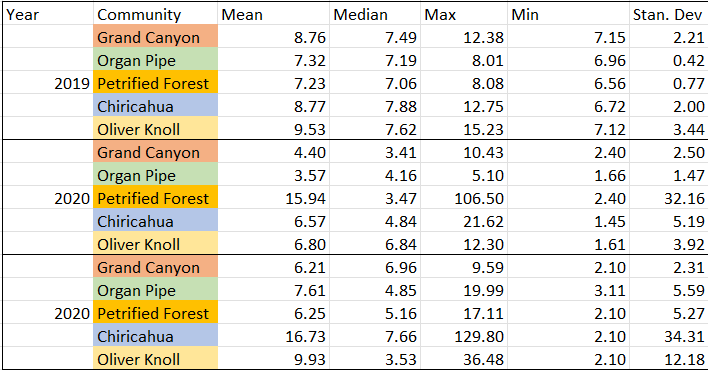 Year Community Mean Median Max Min Stan. Dev
Grand Canyon 8.76 7.49 12.38 7.15 2.21
Organ Pipe 7.32 7.19 8.01 6.96 0.42
2019 Petrified Forest 7.23 7.06 8.08 6.56 0.77
Chiricahua 8.77 7.88 12.75 6.72 2.00
Oliver Knoll 9.53 7.62 15.23 7.12 3.44
Grand Canyon 4.40 3.41 10.43 2.40 2.50
Organ Pipe 3.57 4.16 5.10 1.66 1.47
2020 Petrified Forest 15.94 3.47 106.50 2.40 32.16
Chiricahua 6.57 4.84 21.62 1.45 5.19
Oliver Knoll 6.80 6.84 12.30 1.61 3.92
Grand Canyon 6.21 6.96 9.59 2.10 2.31
Organ Pipe 7.61 4.85 19.99 3.11 5.59
2020 Petrified Forest 6.25 5.16 17.11 2.10 5.27
Chiricahua 16.73 7.66 129.80 2.10 34.31
Oliver Knoll 9.93 3.53 36.48 2.10 12.18